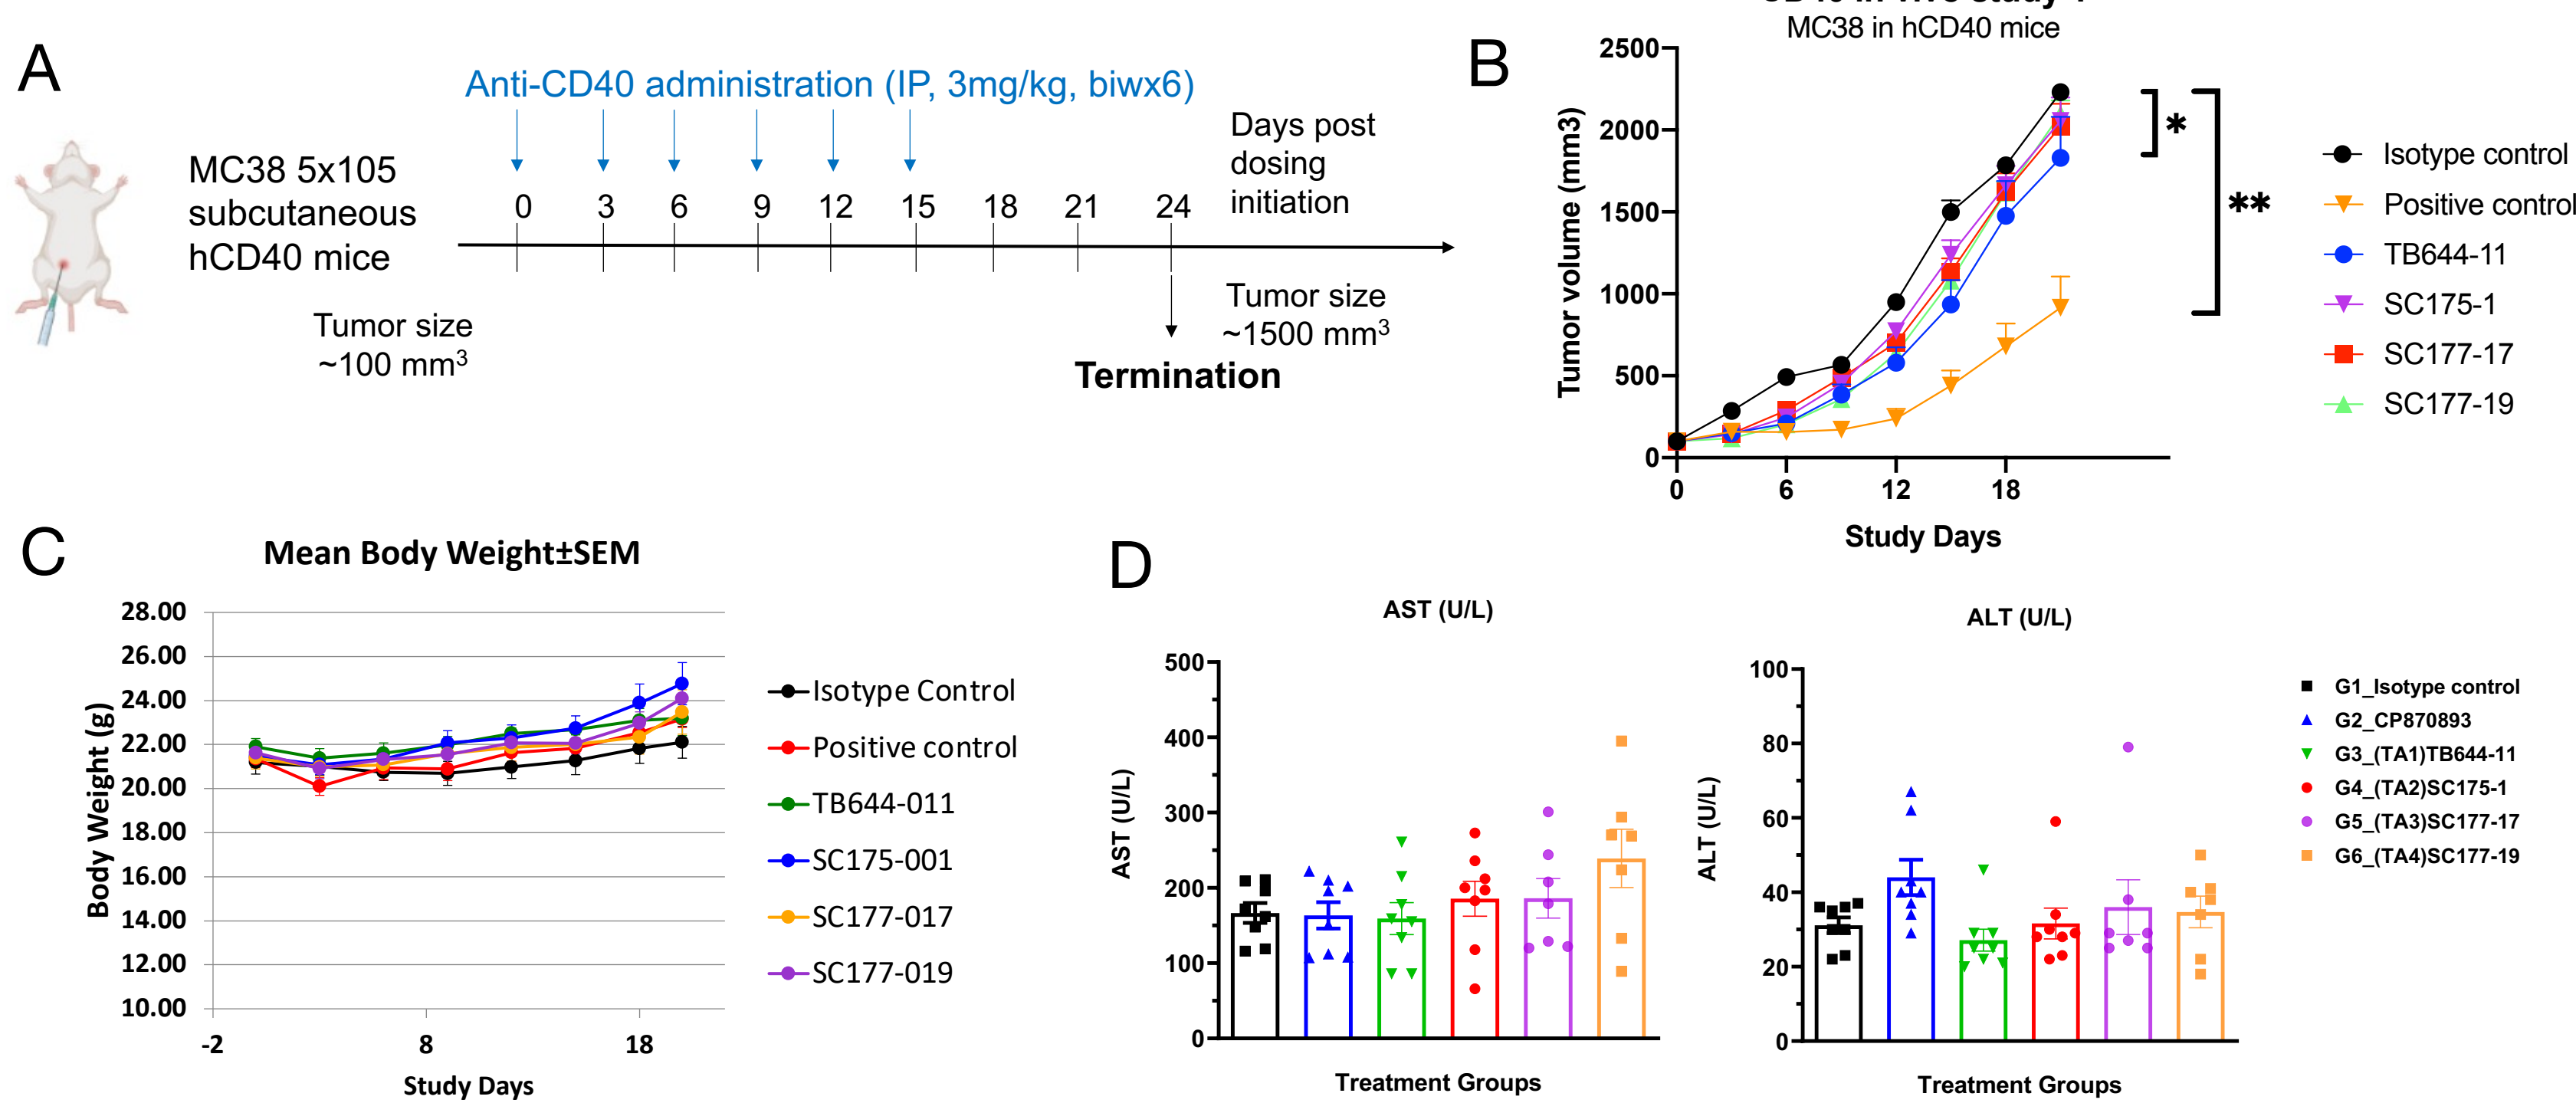 A
Anti-CD40 administration (IP, 3mg/kg, biwx6)
MC38 5x105
subcutaneous
hCD40 mice
0 3 6 9 12 15 18 21 24
Days post
dosing
initiation
Tumor size
~100 mm3
Tumor size
~1500 mm3
Termination
B
MC38 in hCD40 mice
Tumor volume (mm3)
2500
2000
1500
1000
500
0
0 6 12 18
Study Days
*
**
Isotype control
Positive control
TB644-11
SC175-1
SC177-17
SC177-19
C
Mean Body Weight±SEM
Body Weight (g)
28.00
26.00
24.00
22.00
20.00
18.00
16.00
14.00
12.00
10.00
-2 8 18
Study Days
Isotype Control
Positive control
TB644-011
SC175-001
SC177-017
SC177-019
D
AST (U/L)
AST (U/L)
500
400
300
200
100
0
Treatment Groups
ALT (U/L)
ALT (U/L)
100
80
60
40
20
0
Treatment Groups
G1_Isotype control
G2_CP870893
G3_(TA1)TB644-11
G4_(TA2)SC175-1
G5_(TA3)SC177-17
G6_(TA4)SC177-19